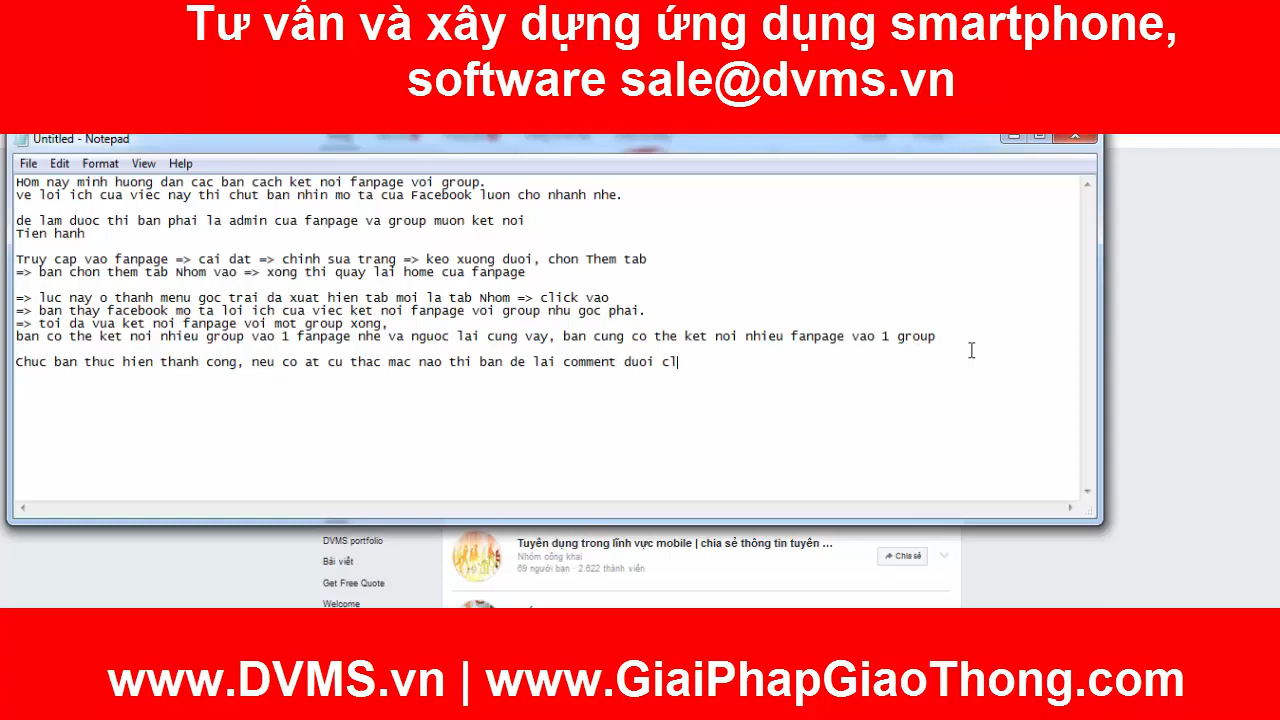 Tư vấn và xây dựng ứng dụng smartphone,
software sale@dvms.vn
Untitled - Notepad
File Edit Format View Help
HOm nay minh huong dan cac ban cach ket noi fanpage voi group.
ve loi ich cua viec nay thi chut ban nhin mo ta cua Facebook luon cho nhanh nhe.
de lam duoc thi ban phai la admin cua fanpage va group muon ket noi
Tien hanh
Truy cap vao fanpage => cai dat => chinh sua trang => keo xuong duoi, chon Them tab
=> ban chon them tab Nhom vao => xong thi quay lai home cua fanpage
=> luc nay o thanh menu goc trai da xuat hien tab moi la tab Nhom => click vao
=> ban thay facebook mo ta loi ich cua viec ket noi fanpage voi group nhu goc phai.
=> toi da vua ket noi fanpage voi mot group xong,
ban co the ket noi nhieu group vao 1 fanpage nhe va nguoc lai cung vay, ban cung co the ket noi nhieu fanpage vao 1 group
Chuc ban thuc hien thanh cong, neu co at cu thac mac nao thi ban de lai comment duoi cl
DVMS portfolio
Bài viết
Get Free Quote
Welcome
Tuyển dụng trong lĩnh vực mobile | chia sẻ thông tin tuyển ...
Nhóm công khai
69 người bạn · 2.622 thành viên
Chia sẻ
www.DVMS.vn | www.GiaiPhapGiaoThong.com